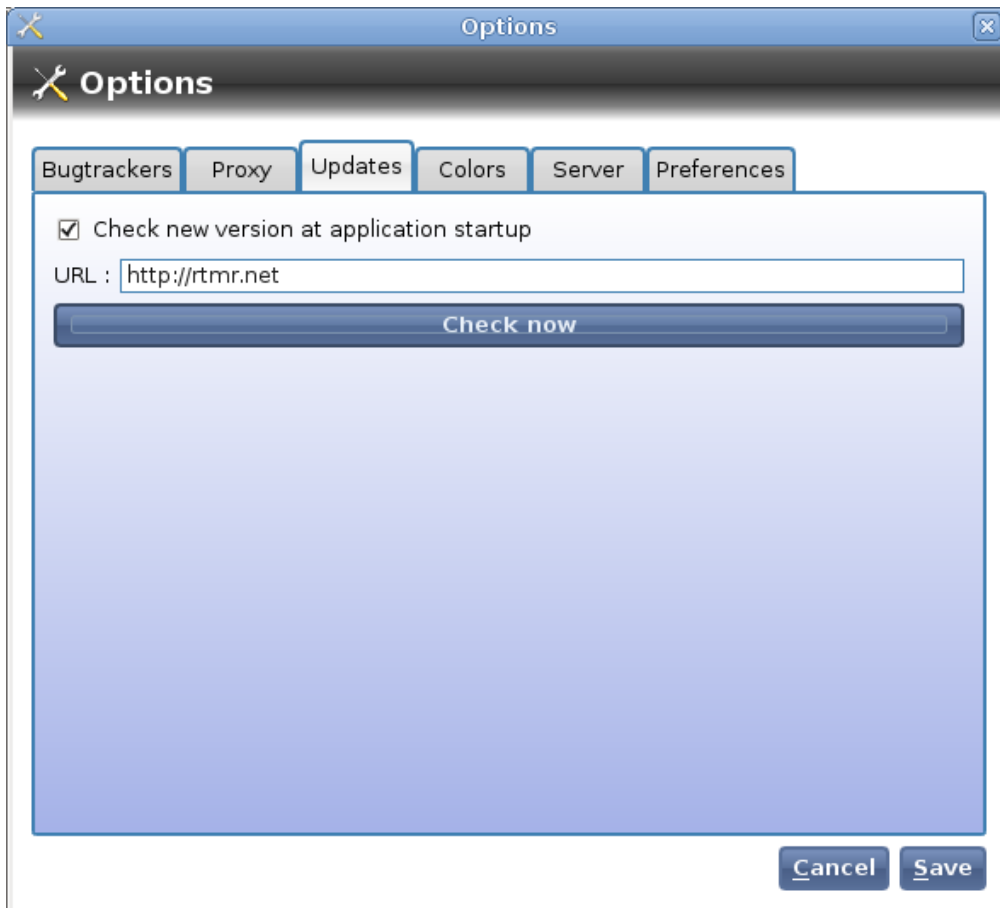 Options
Options
Bugtrackers Proxy Updates Colors Server Preferences
Check new version at application startup
URL : http://rtmr.net
Check now
Cancel Save